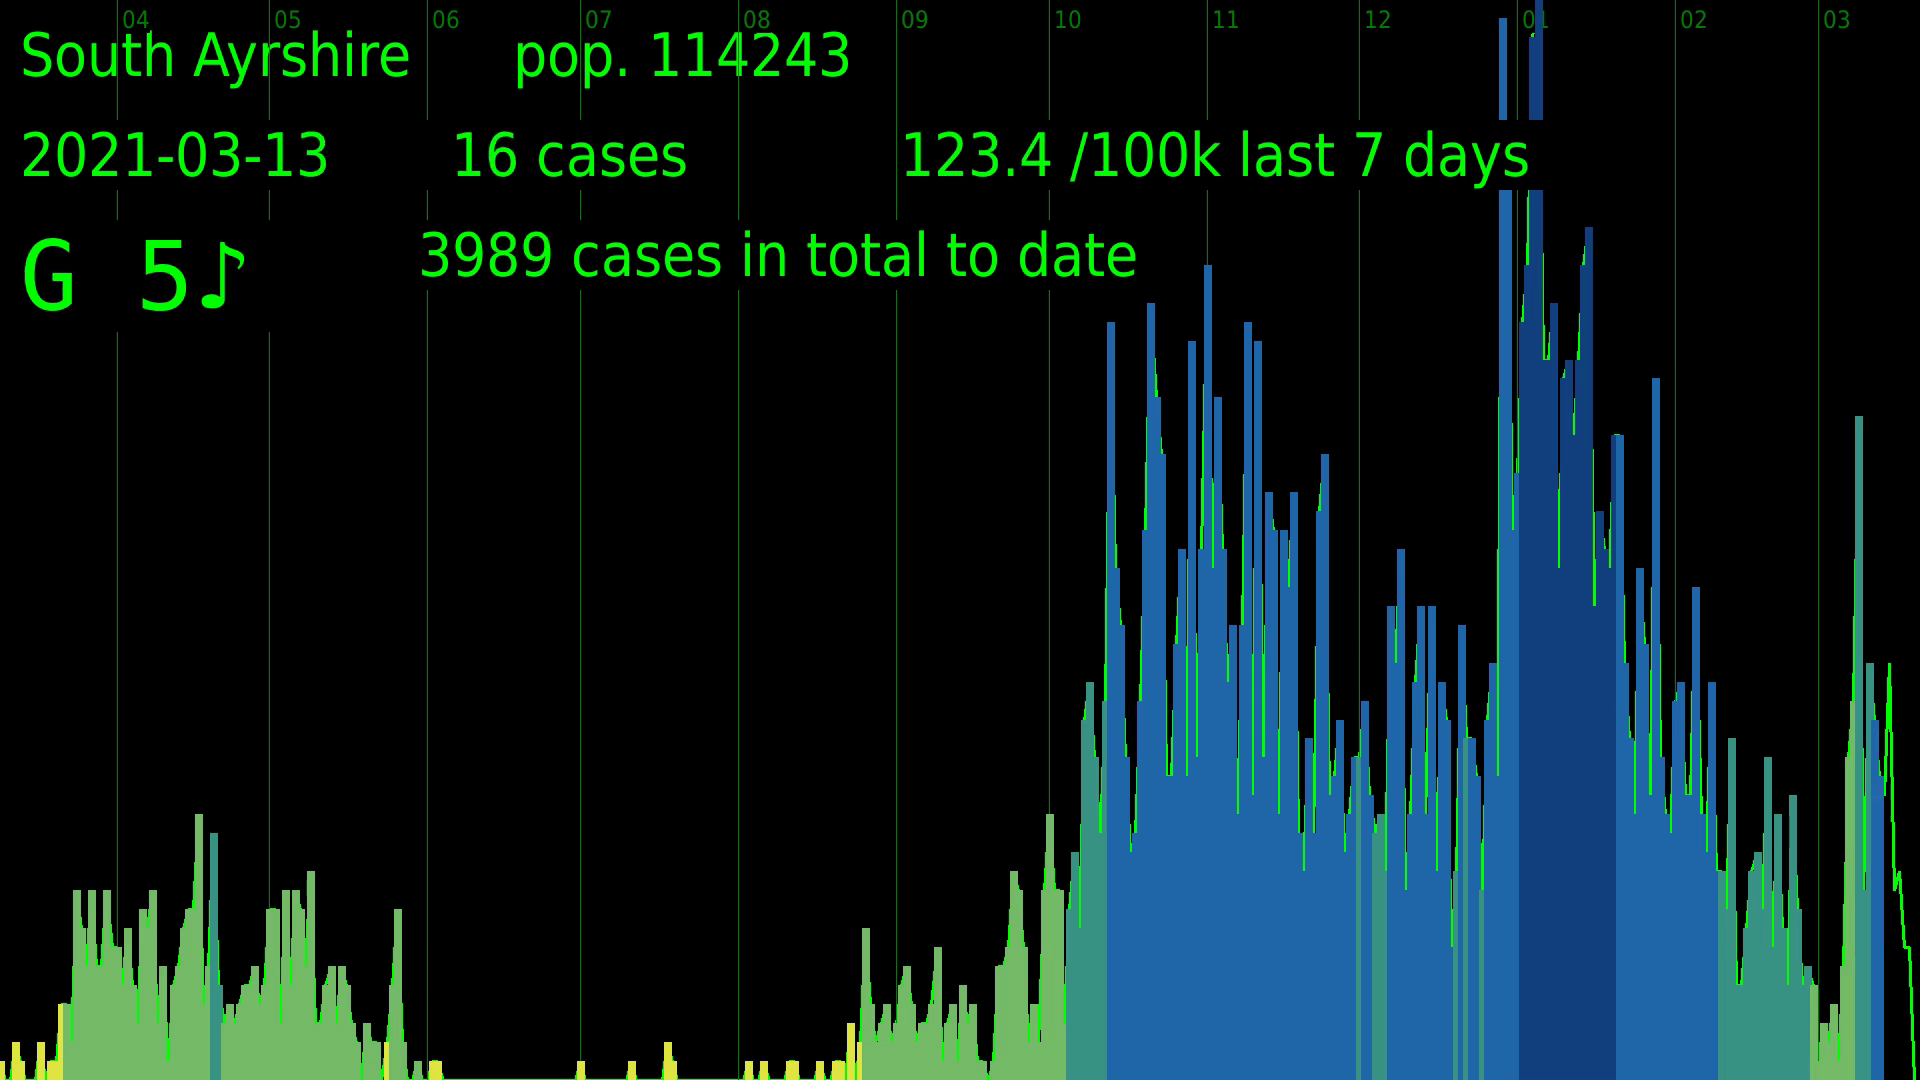 04 05 06 07 08 09 10 11 12 01 02 03
South Ayrshire pop. 114243
2021-03-13 16 cases 123.4 /100k last 7 days
G 5♪ 3989 cases in total to date